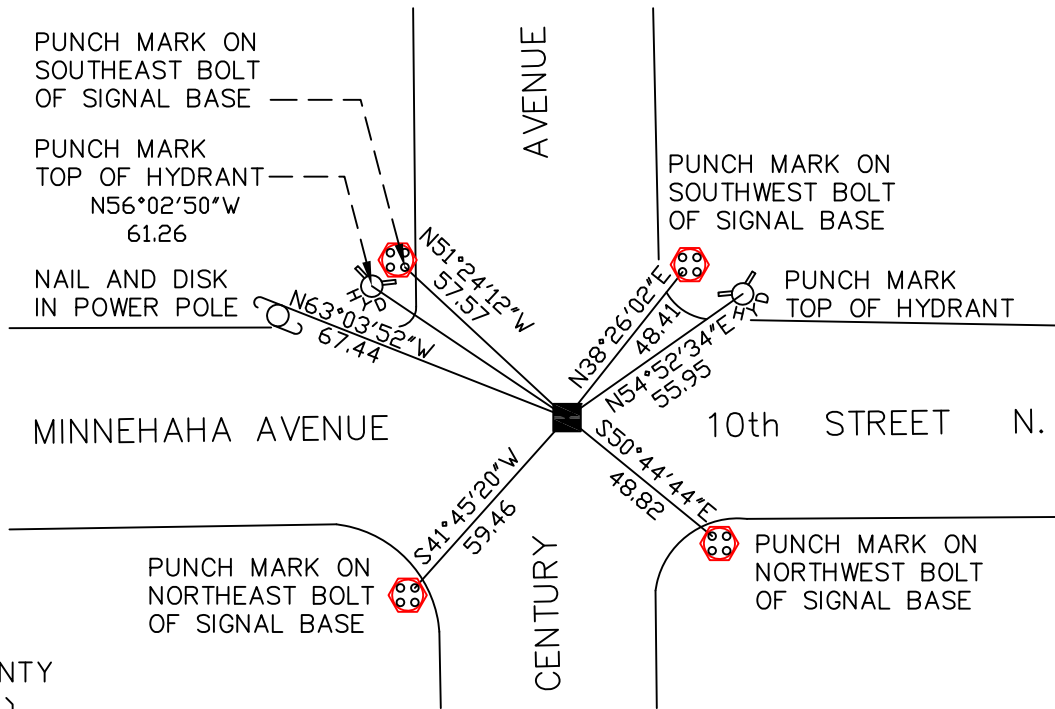 PUNCH MARK ON
SOUTHEAST BOLT
OF SIGNAL BASE
PUNCH MARK
TOP OF HYDRANT
N56°02'50"W
61.26
NAIL AND DISK
IN POWER POLE
AVENUE
PUNCH MARK ON
SOUTHWEST BOLT
OF SIGNAL BASE
PUNCH MARK
TOP OF HYDRANT
HYD
HYD
N51°24'12"W
57.57
N63°03'52"W
67.44
N38°26'02"E
48.41
N54°52'34"E
55.95
MINNEHAHA AVENUE
10th STREET N.
S41°45'20"W
59.46
S50°44'44"E
48.82
CENTURY
PUNCH MARK ON
NORTHEAST BOLT
OF SIGNAL BASE
PUNCH MARK ON
NORTHWEST BOLT
OF SIGNAL BASE
NTY